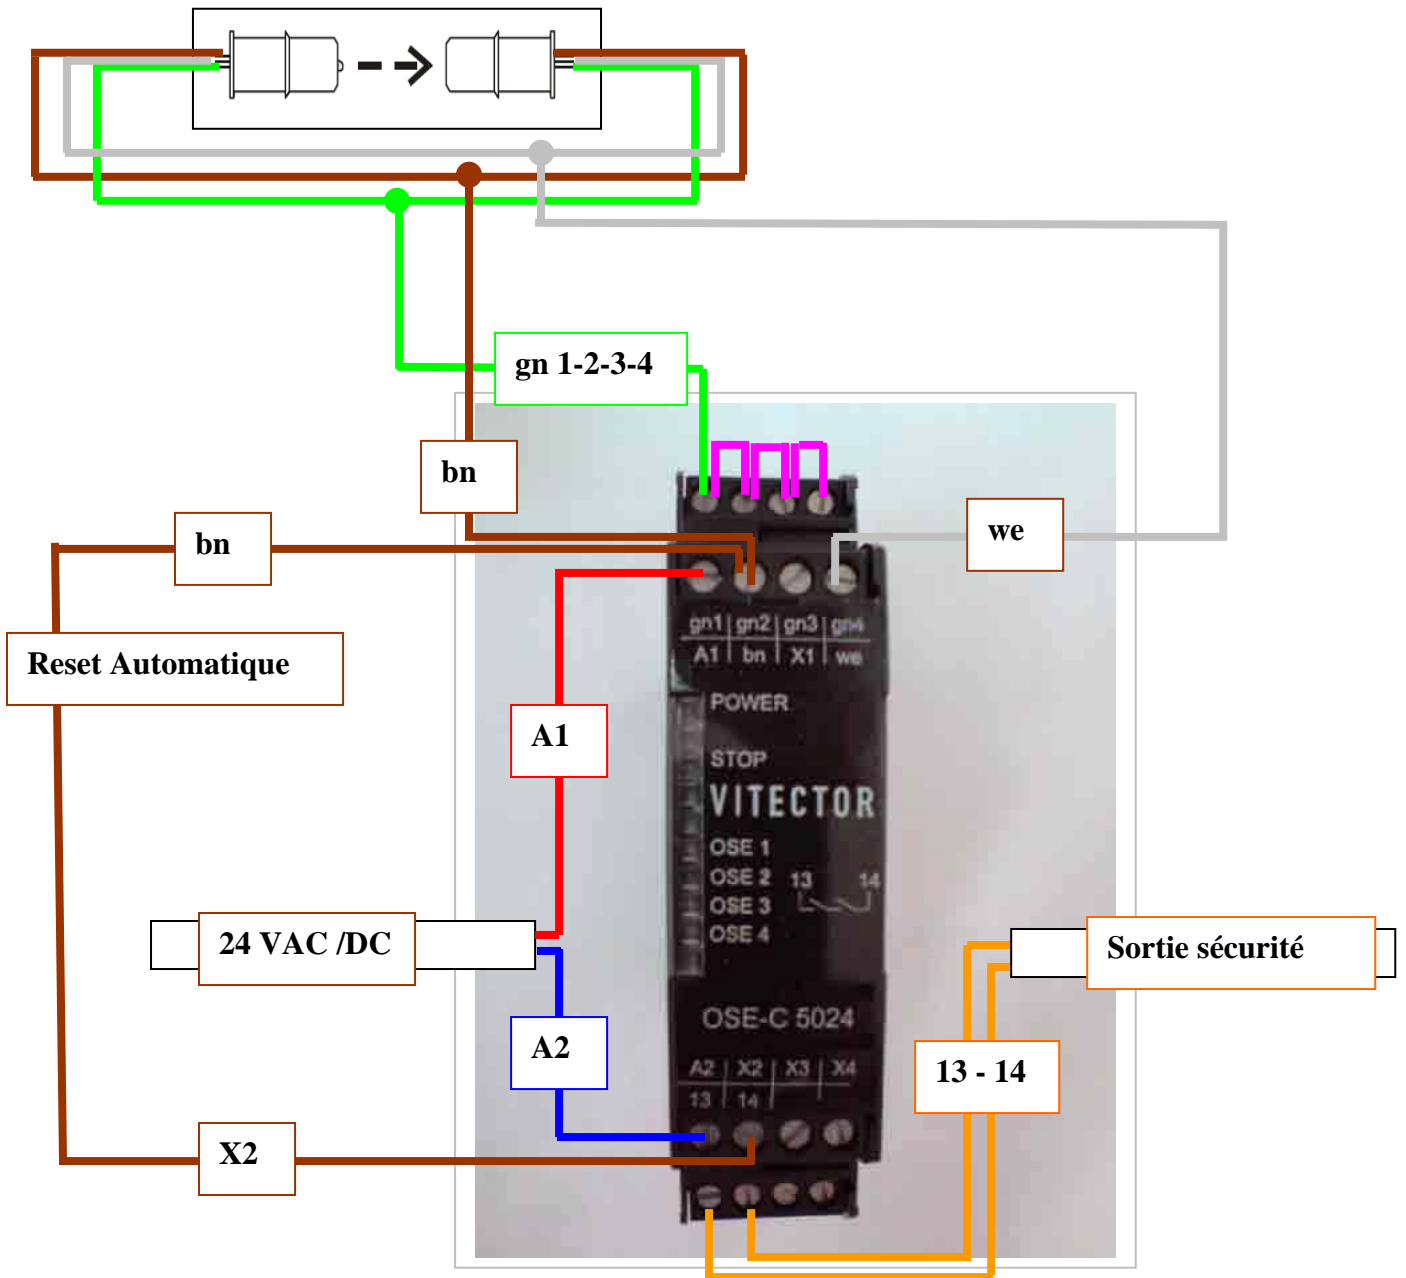 gn 1-2-3-4
bn
bn
we
gn1 gn2 gn3 gn4
A1 bn X1 we
Reset Automatique
POWER
A1
STOP
VITECTOR
OSE 1
OSE 2 13 14
OSE 3
OSE 4
24 VAC /DC
Sortie sécurité
OSE-C 5024
A2
13 - 14
A2 X2 X3 X4
13 14
X2